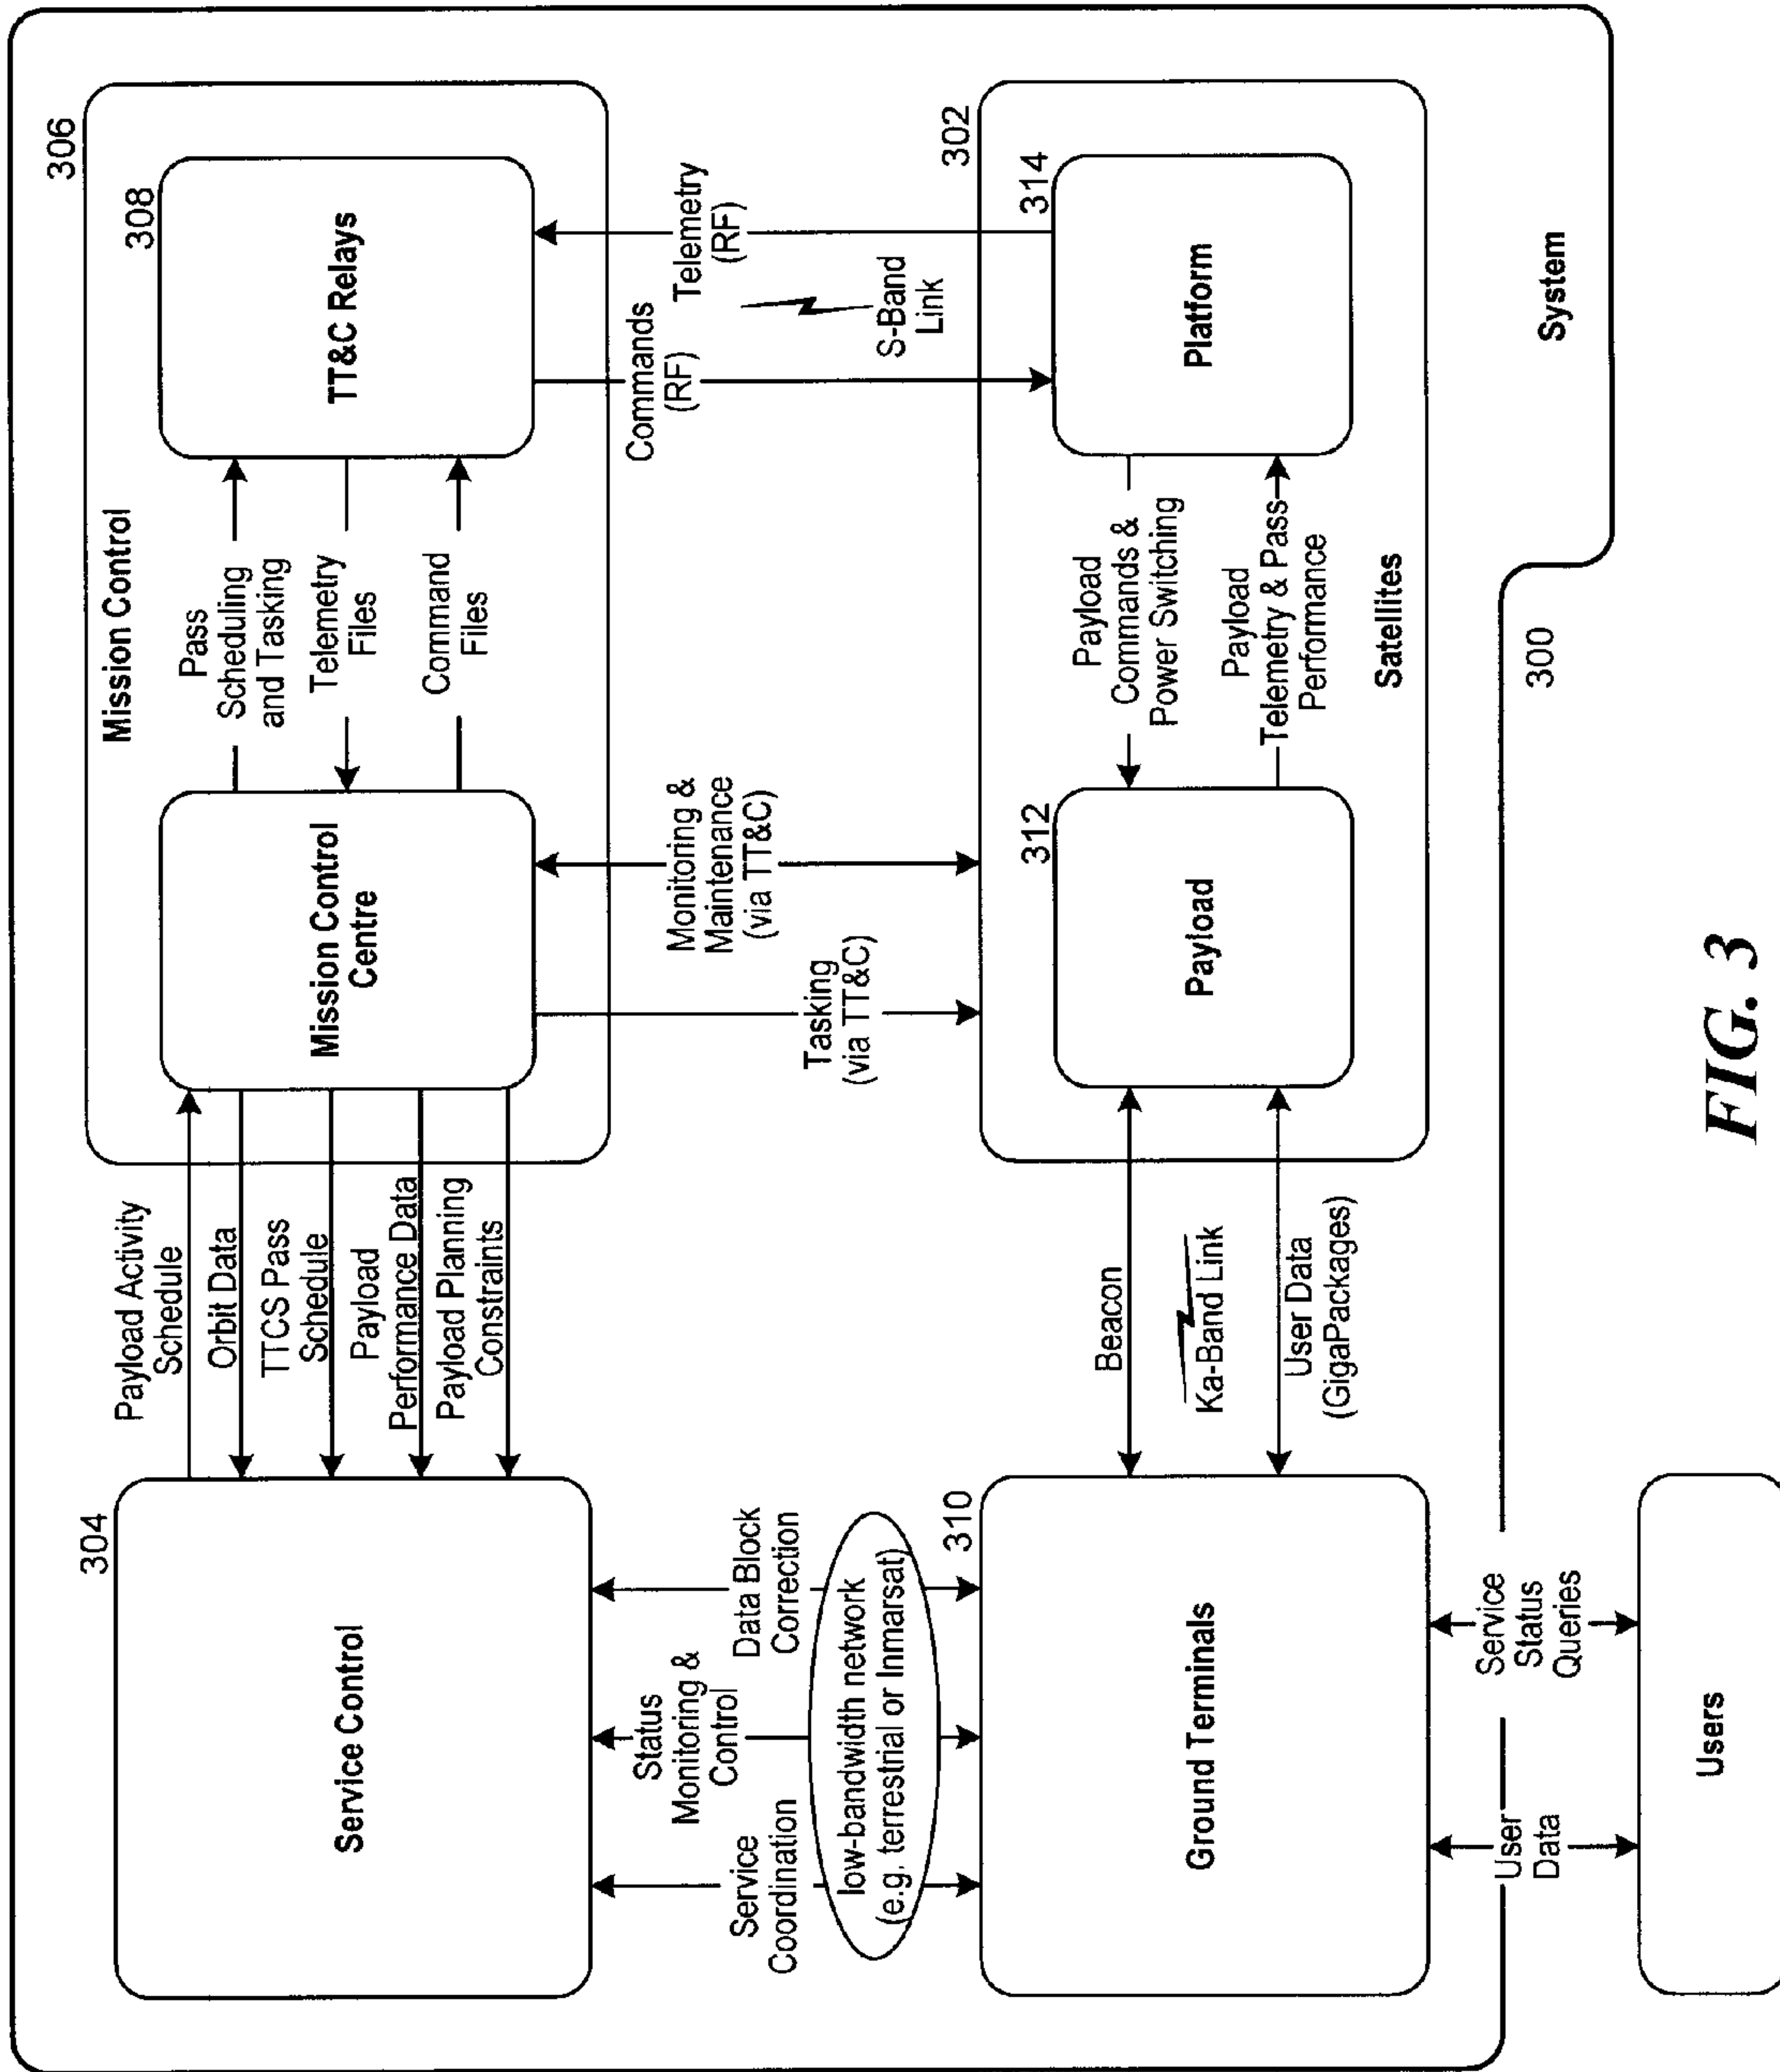 306
Mission Control
308
TT&C Relays
Pass
Scheduling
and Tasking
Telemetry
Files
Command
Files
Mission Control
Centre
Payload Activity
Schedule
Orbit Data
TTCS Pass
Schedule
Payload
Performance Data
Payload Planning
Constraints
304
Service Control
Service
Coordination
Status
Monitoring &
Control
Data Block
Correction
low-bandwidth network
(e.g. terrestrial or Inmarsat)
Tasking
(via TT&C)
Monitoring &
Maintenance
(via TT&C)
Commands
(RF)
Telemetry
(RF)
S-Band
Link
310
Ground Terminals
Beacon
Ka-Band Link
User Data
(GigaPackages)
302
312
Payload
Payload
Commands &
Power Switching
Payload
Telemetry & Pass
Performance
314
Platform
Satellites
User
Data
Service
Status
Queries
Users
300
System
FIG. 3